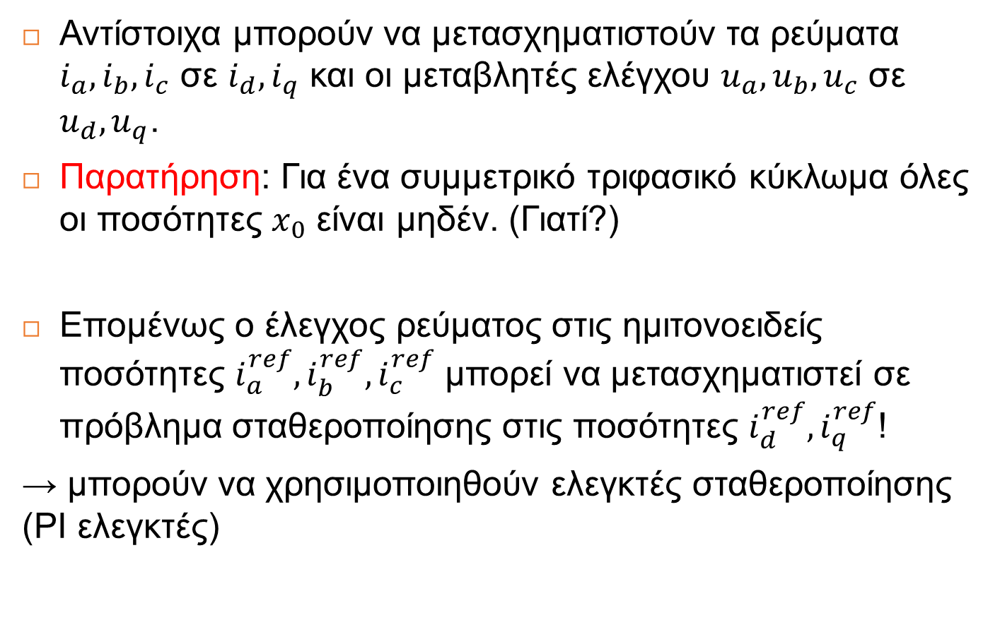 Αντίστοιχα μπορούν να μετασχηματιστούν τα ρεύματα
$i_a, i_b, i_c$ σε $i_d, i_q$ και οι μεταβλητές ελέγχου $u_a, u_b, u_c$ σε
$u_d, u_q$.
Παρατήρηση: Για ένα συμμετρικό τριφασικό κύκλωμα όλες
οι ποσότητες $x_0$ είναι μηδέν. (Γιατί?)
Επομένως ο έλεγχος ρεύματος στις ημιτονοειδείς
ποσότητες $i_a^{ref}, i_b^{ref}, i_c^{ref}$ μπορεί να μετασχηματιστεί σε
πρόβλημα σταθεροποίησης στις ποσότητες $i_d^{ref}, i_q^{ref}$!
→ μπορούν να χρησιμοποιηθούν ελεγκτές σταθεροποίησης
(PI ελεγκτές)